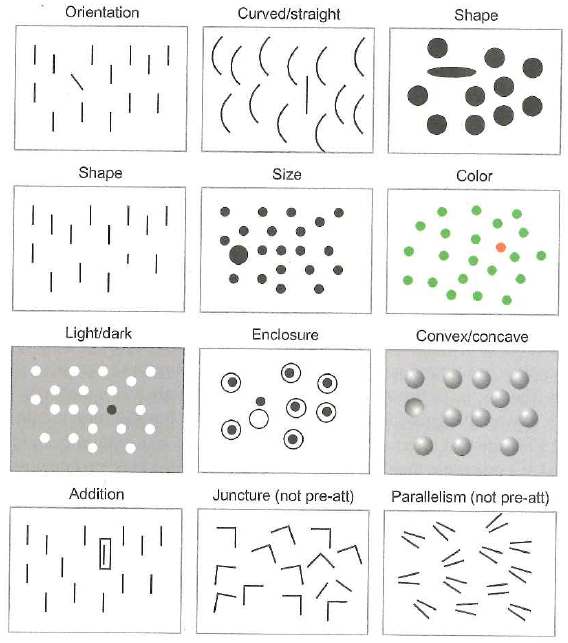 Orientation
Curved/straight
Shape
Shape
Size
Color
Light/dark
Enclosure
Convex/concave
Addition
Juncture (not pre-att)
Parallelism (not pre-att)